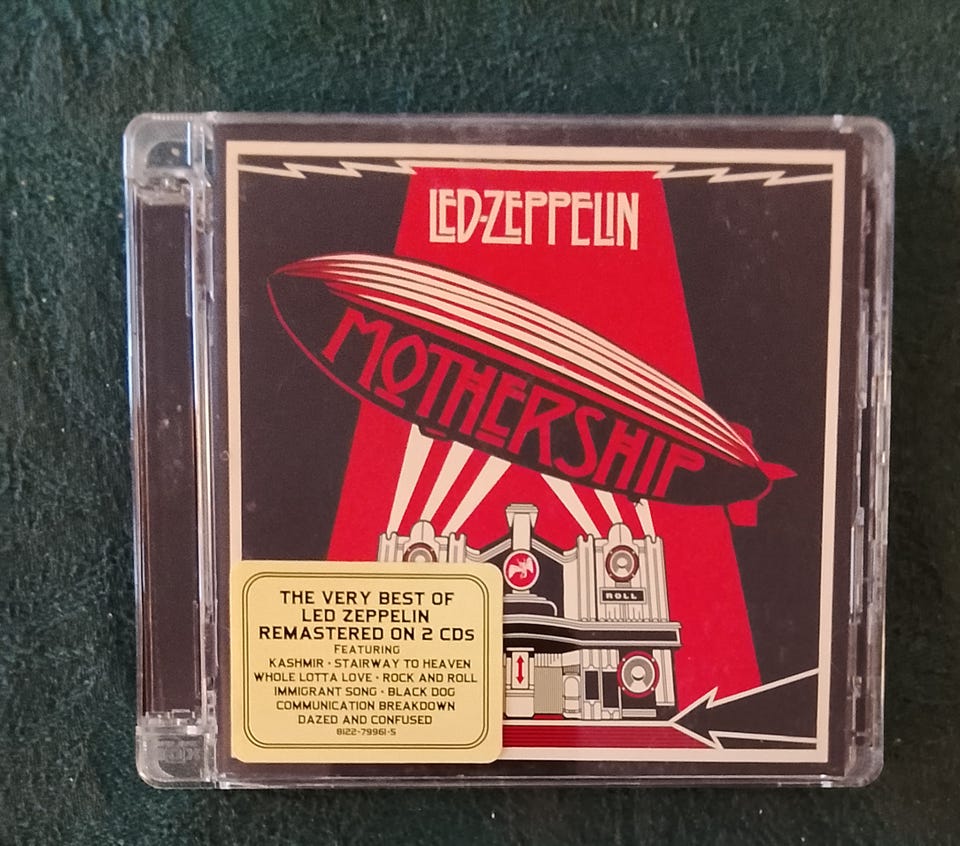 LED-ZEPPELIN
MOTHERSHIP
ROLL
THE VERY BEST OF
LED ZEPPELIN
REMASTERED ON 2 CDS
FEATURING
KASHMIR • STAIRWAY TO HEAVEN
WHOLE LOTTA LOVE • ROCK AND ROLL
IMMIGRANT SONG • BLACK DOG
COMMUNICATION BREAKDOWN
DAZED AND CONFUSED
8122-79961-5